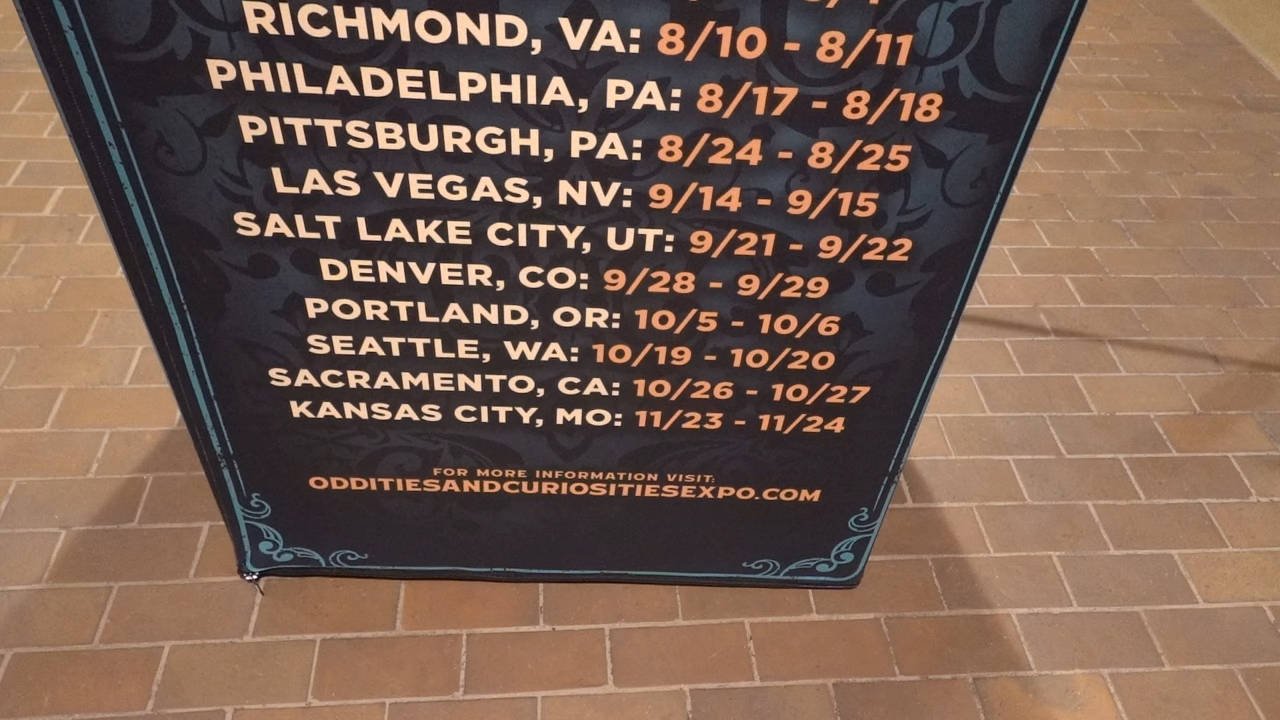 RICHMOND, VA: 8/10 - 8/11
PHILADELPHIA, PA: 8/17 - 8/18
PITTSBURGH, PA: 8/24 - 8/25
LAS VEGAS, NV: 9/14 - 9/15
SALT LAKE CITY, UT: 9/21 - 9/22
DENVER, CO: 9/28 - 9/29
PORTLAND, OR: 10/5 - 10/6
SEATTLE, WA: 10/19 - 10/20
SACRAMENTO, CA: 10/26 - 10/27
KANSAS CITY, MO: 11/23 - 11/24
FOR MORE INFORMATION VISIT:
ODDITIESANDCURIOSITIESEXPO.COM